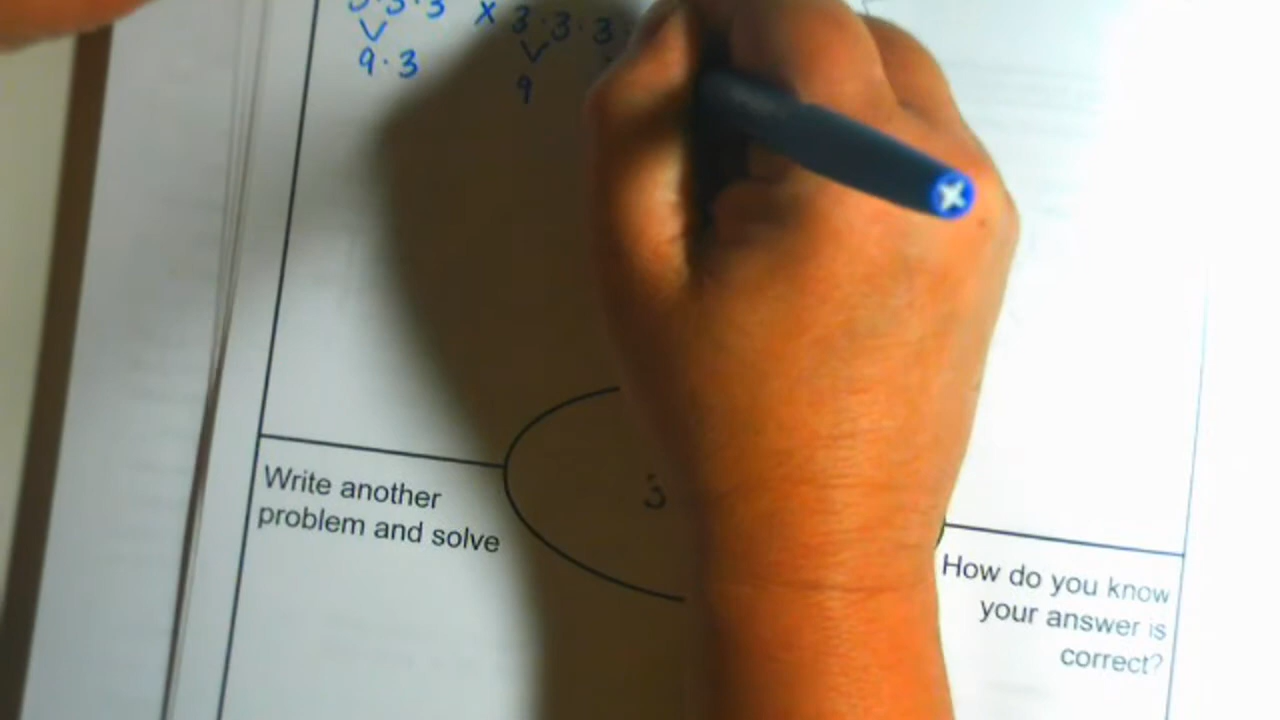 3·3·3 × 3·3·3·
9·3
9
3
Write another
problem and solve
How do you know
your answer is
correct?